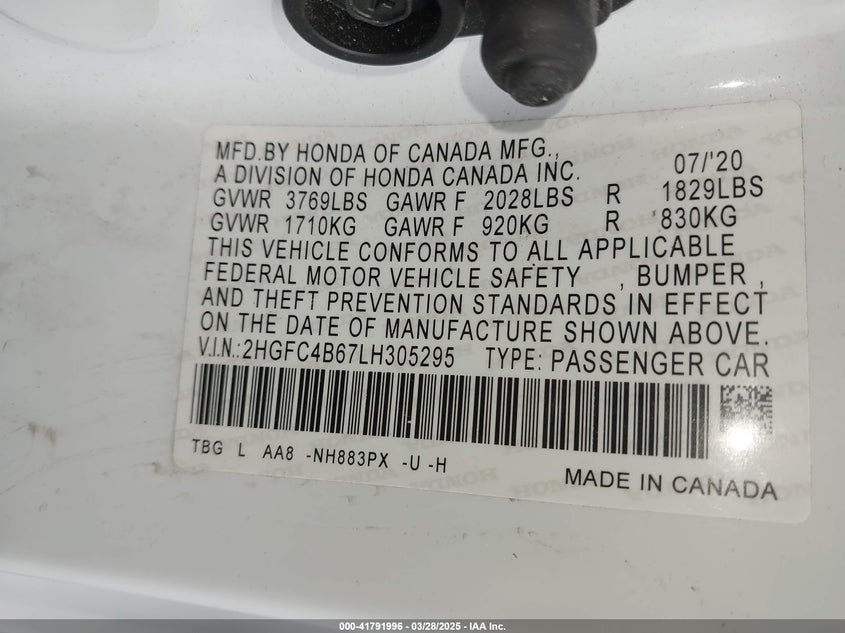 MFD.BY HONDA OF CANADA MFG., 07/'20
A DIVISION OF HONDA CANADA INC.
GVWR 3769LBS GAWR F 2028LBS R 1829LBS
GVWR 1710KG GAWR F 920KG R 830KG
THIS VEHICLE CONFORMS TO ALL APPLICABLE
FEDERAL MOTOR VEHICLE SAFETY , BUMPER ,
AND THEFT PREVENTION STANDARDS IN EFFECT
ON THE DATE OF MANUFACTURE SHOWN ABOVE.
V.I.N.:2HGFC4B67LH305295 TYPE: PASSENGER CAR
TBG L AA8 -NH883PX -U -H
MADE IN CANADA
000-41791996 / 03/28/2025 - IAA Inc.